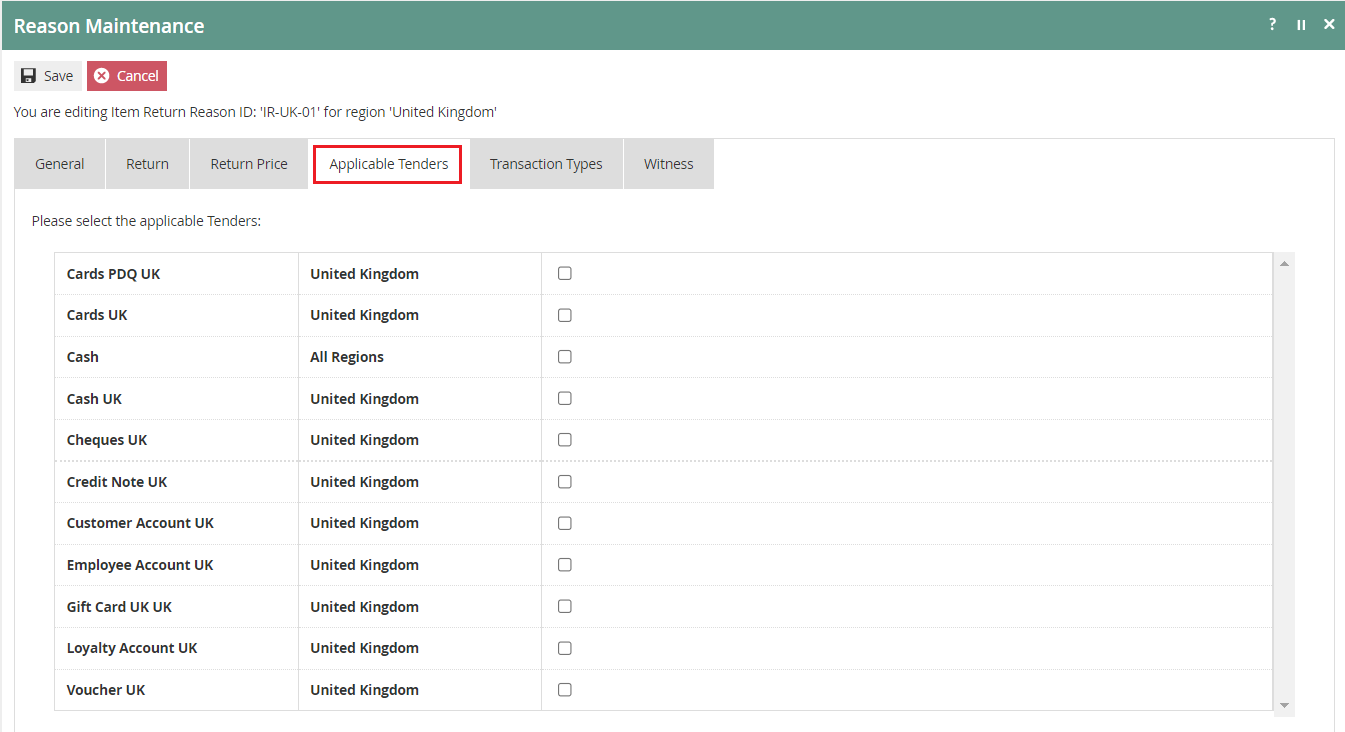 Reason Maintenance
?
Save Cancel
You are editing Item Return Reason ID: 'IR-UK-01' for region 'United Kingdom'
General Return Return Price Applicable Tenders Transaction Types Witness
Please select the applicable Tenders:
Cards PDQ UK United Kingdom
Cards UK United Kingdom
Cash All Regions
Cash UK United Kingdom
Cheques UK United Kingdom
Credit Note UK United Kingdom
Customer Account UK United Kingdom
Employee Account UK United Kingdom
Gift Card UK UK United Kingdom
Loyalty Account UK United Kingdom
Voucher UK United Kingdom